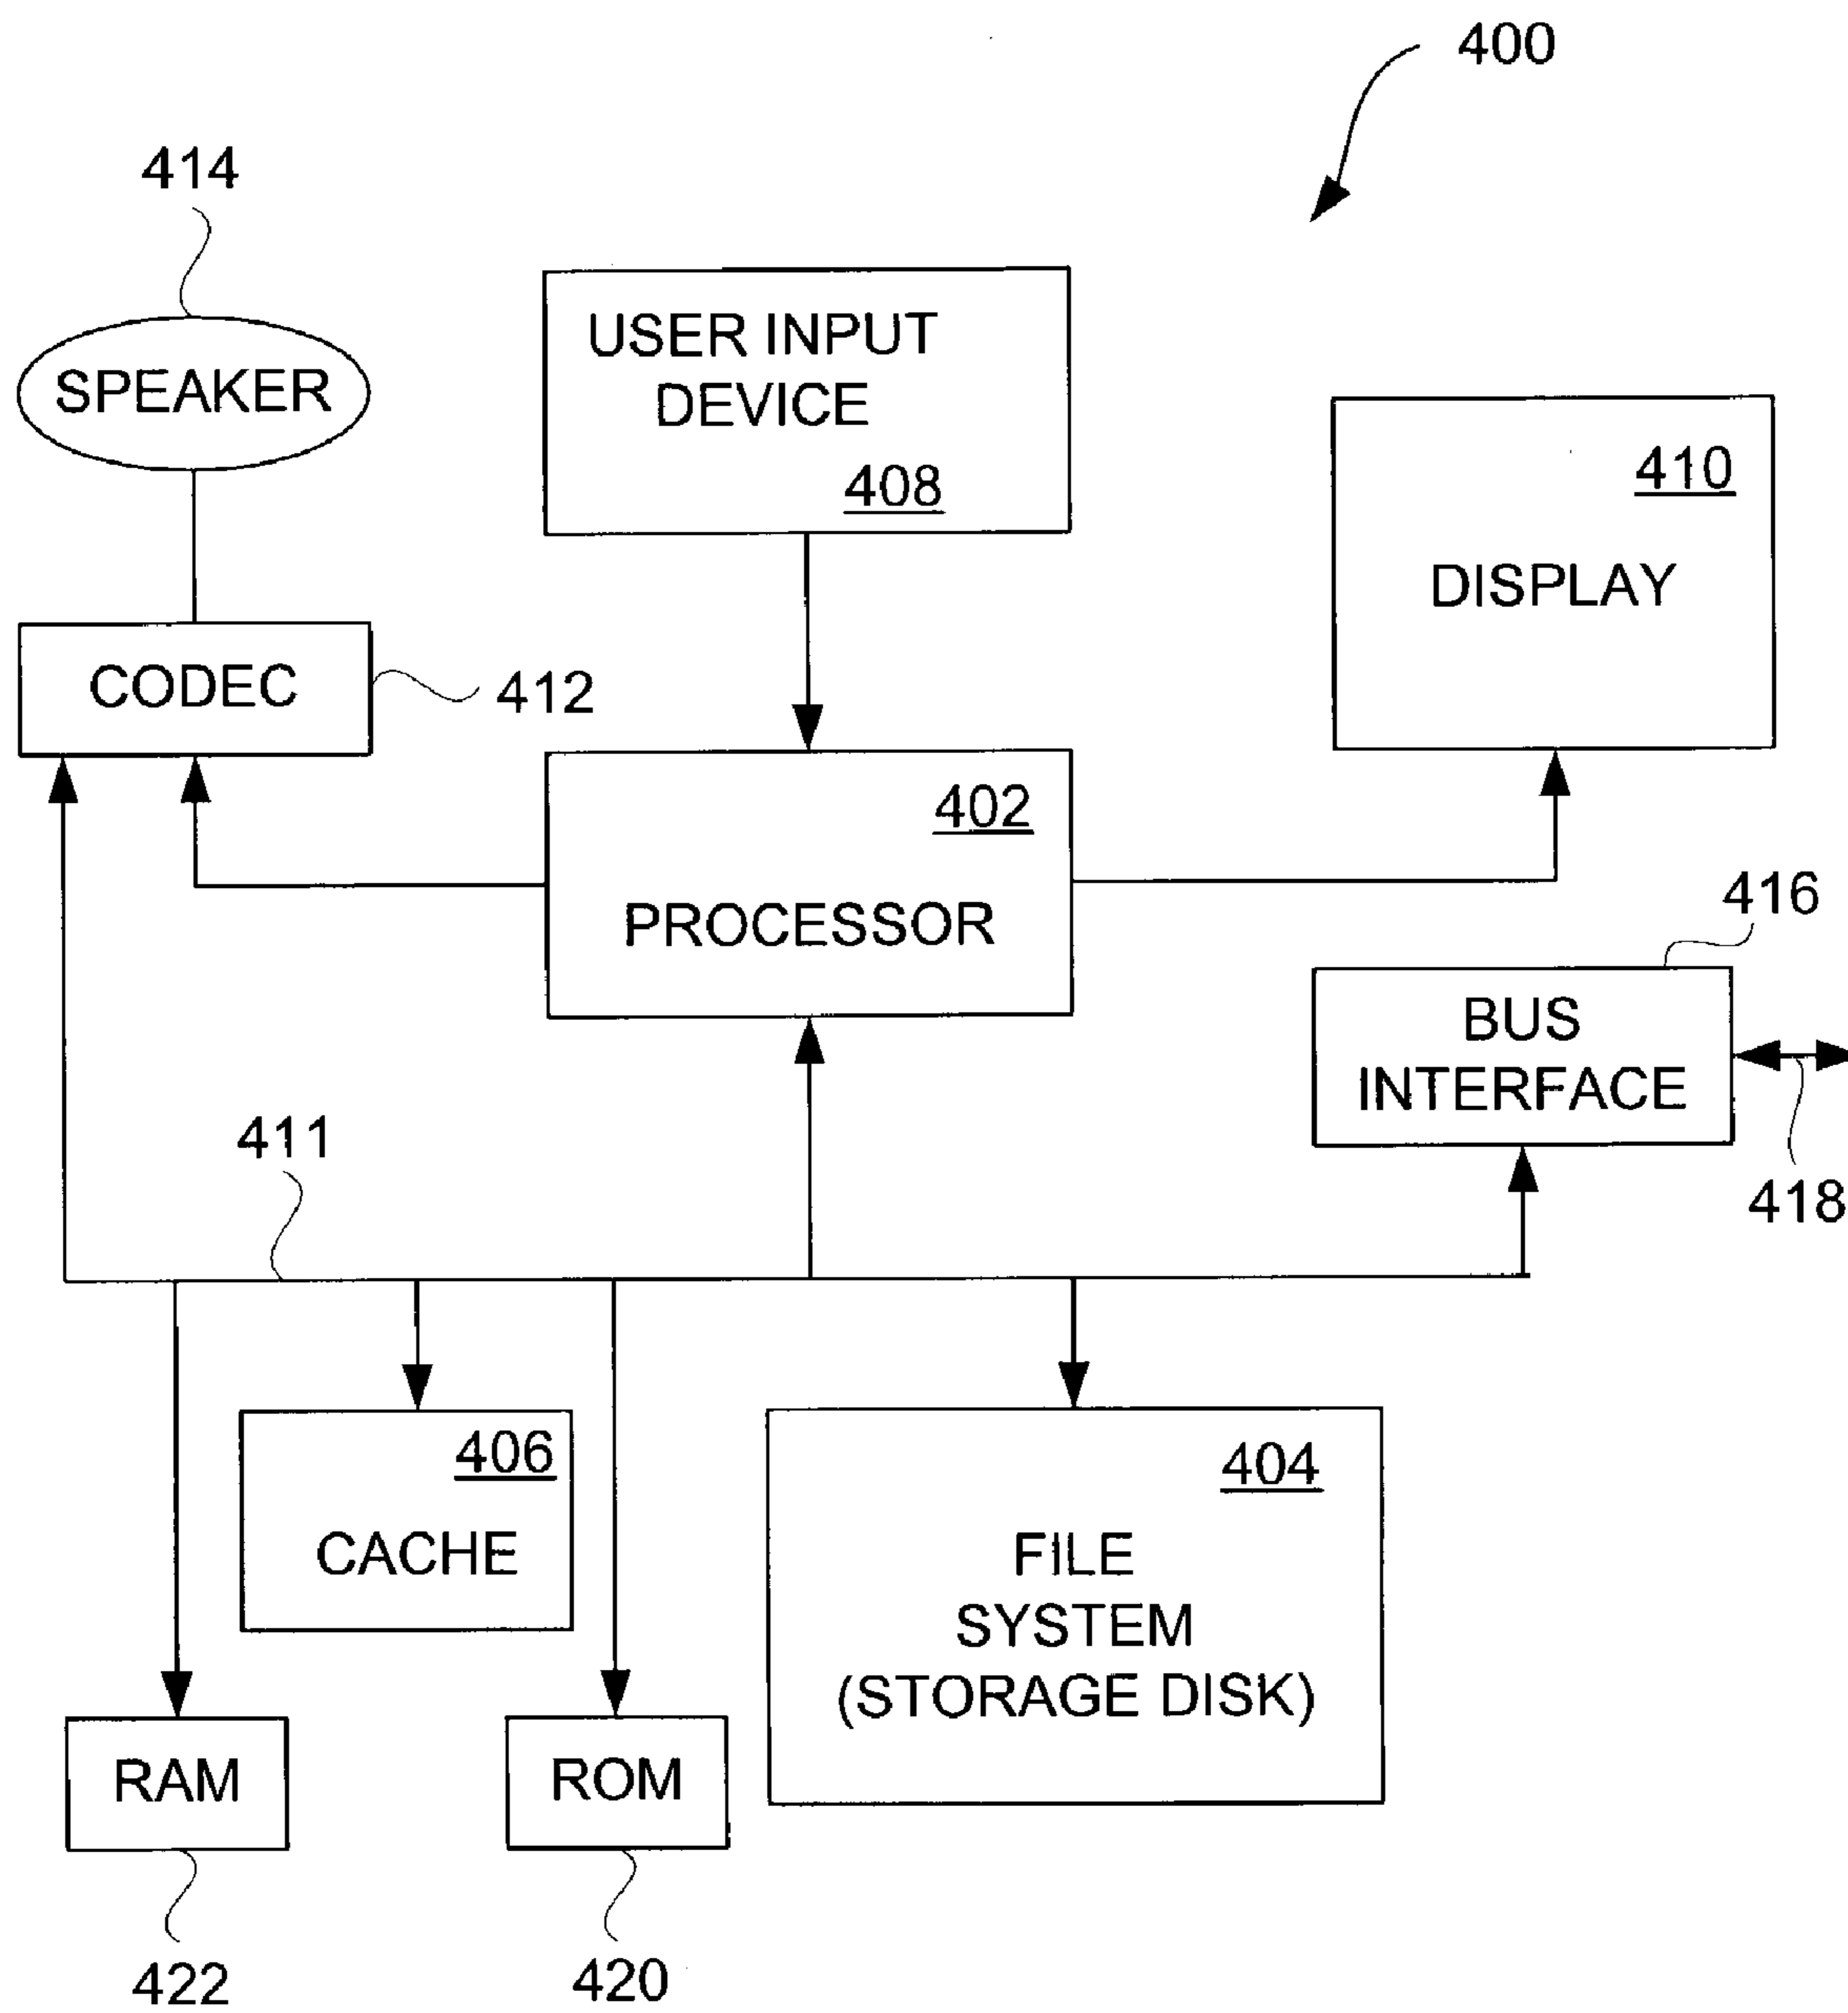 400
414
SPEAKER
USER INPUT
DEVICE
408
410
DISPLAY
CODEC
412
402
PROCESSOR
416
BUS
INTERFACE
418
411
406
CACHE
404
FILE
SYSTEM
(STORAGE DISK)
RAM
ROM
422
420